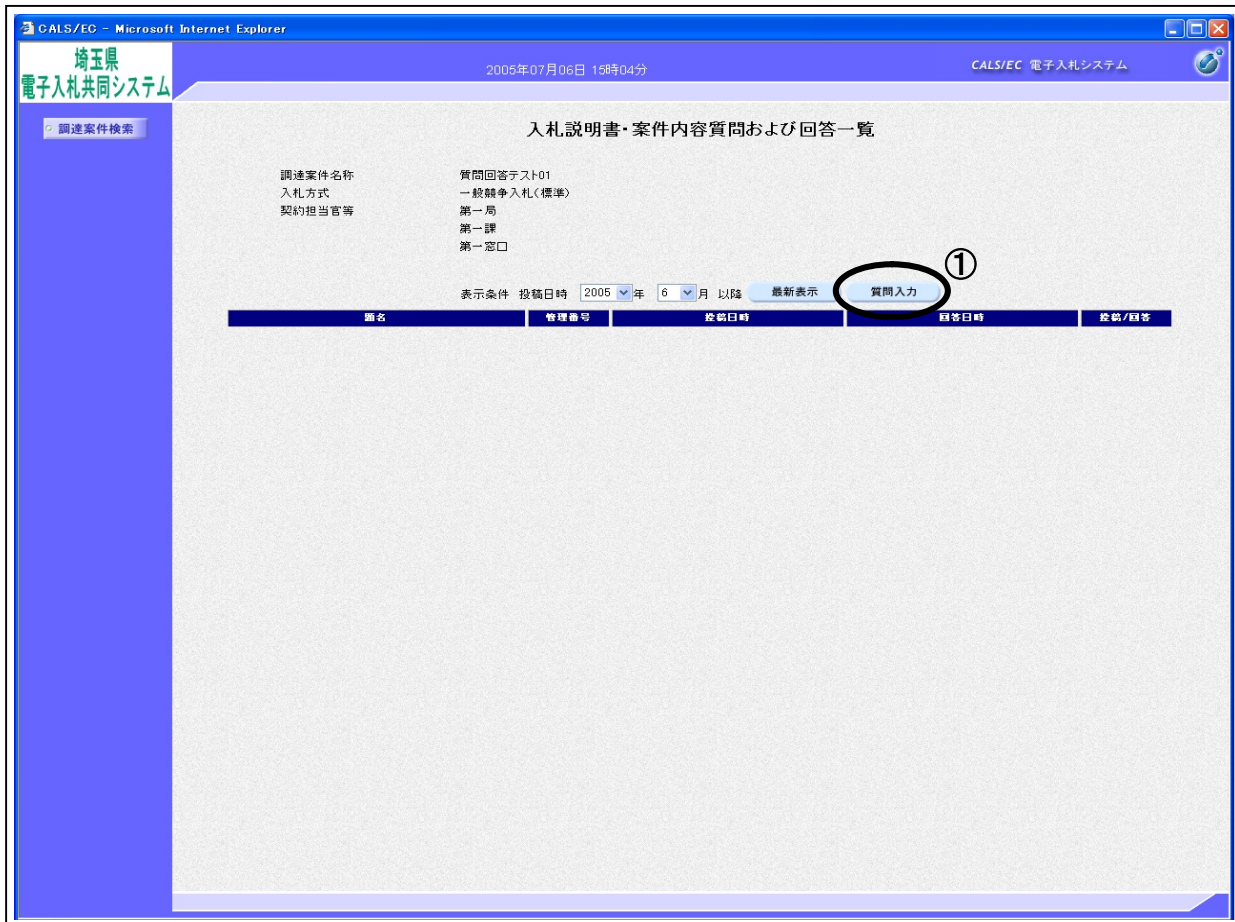 CALS/EC - Microsoft Internet Explorer
埼玉県
電子入札共同システム
2005年07月06日 15時04分
CALS/EC 電子入札システム
調達案件検索
入札説明書・案件内容質問および回答一覧
調達案件名称 質問回答テスト01
入札方式 一般競争入札(標準)
契約担当官等 第一局
第一課
第一窓口
①
表示条件 投稿日時 2005 年 6 月 以降 最新表示 質問入力
題名 管理番号 投稿日時 回答日時 投稿/回答